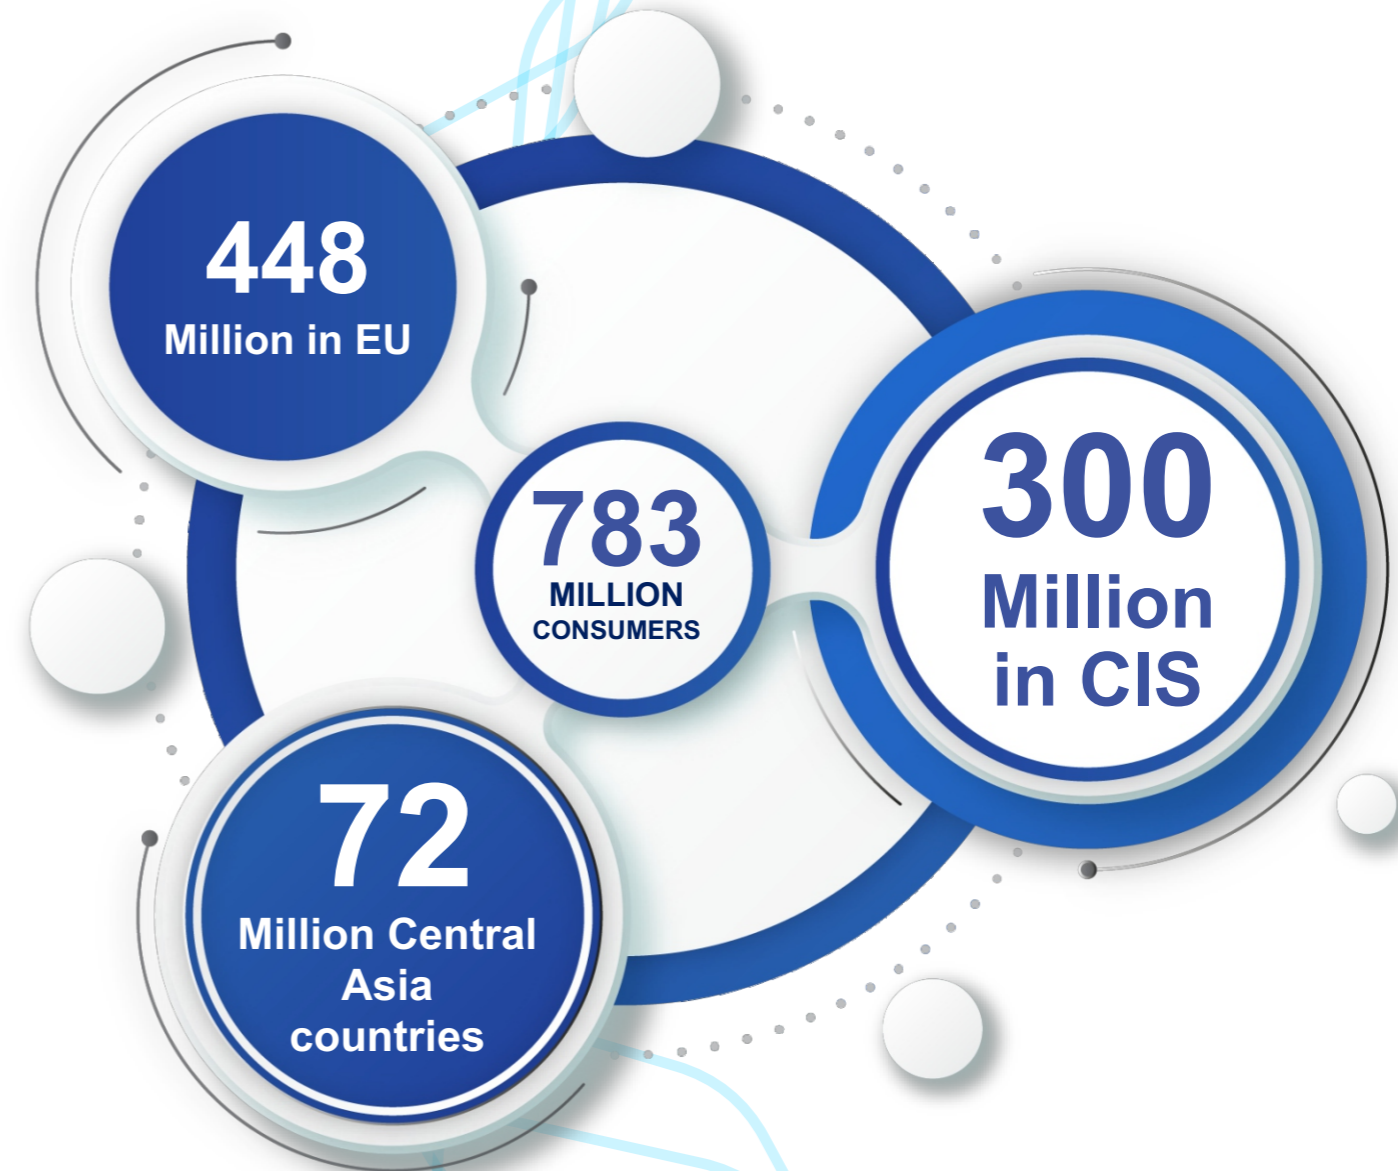 448
Million in EU
783
MILLION
CONSUMERS
300
Million
in CIS
72
Million Central
Asia
countries